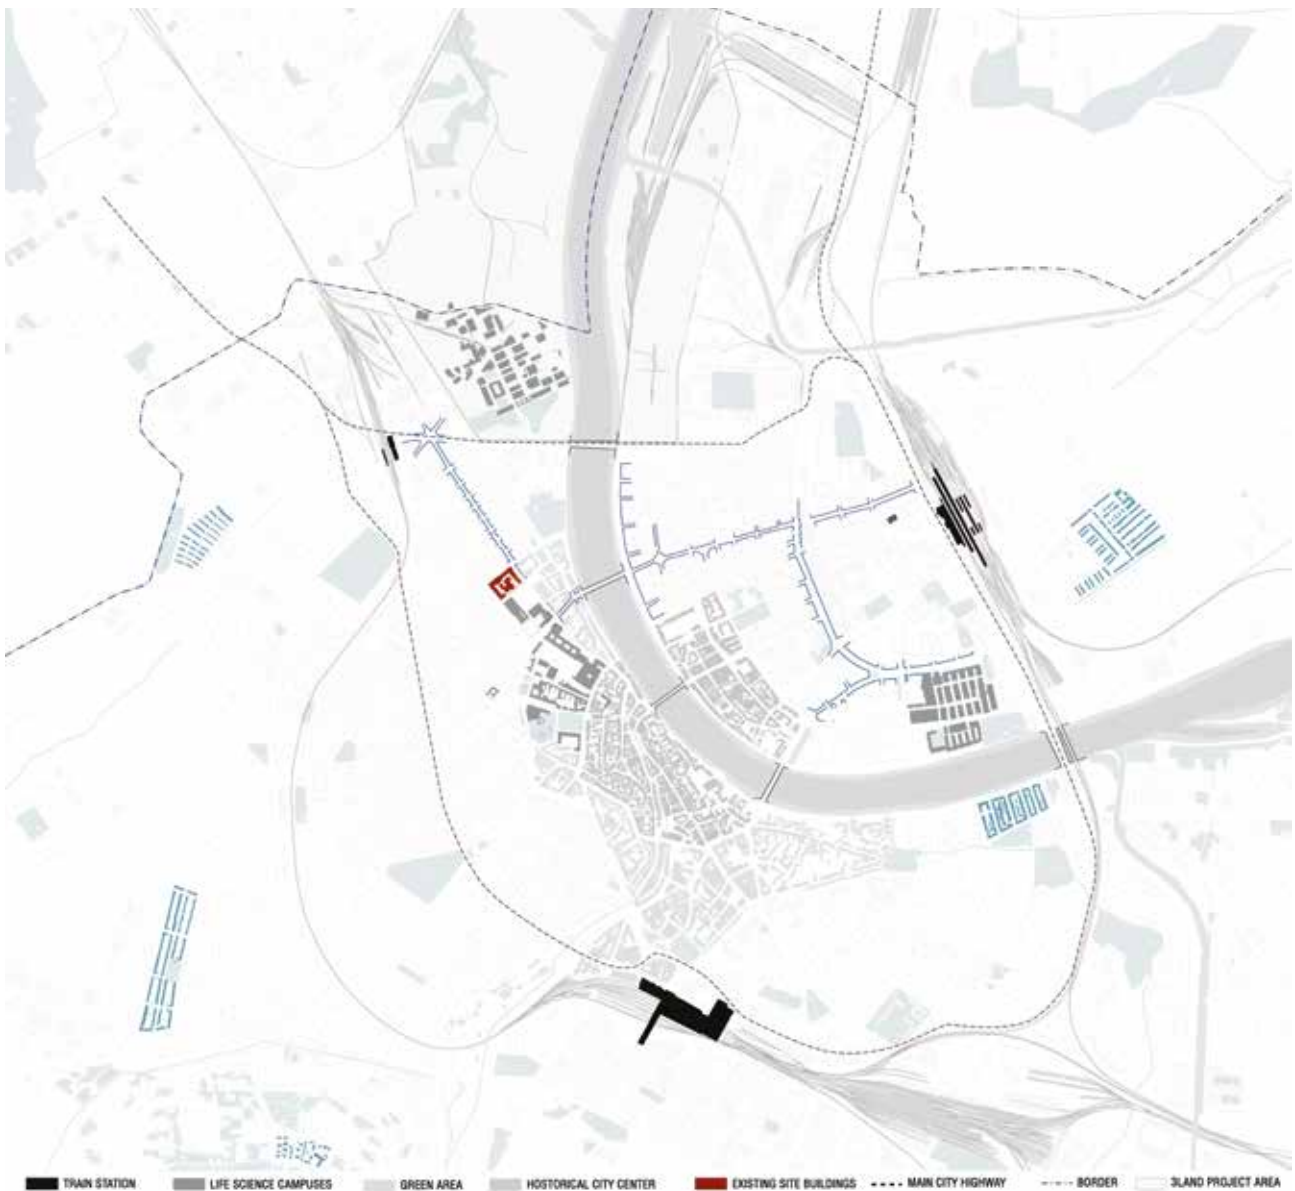 TRAIN STATION
LIFE SCIENCE CAMPUSES
GREEN AREA
HOSTORICAL CITY CENTER
EXISTING SITE BUILDINGS
MAIN CITY HIGHWAY
BORDER
3LAND PROJECT AREA